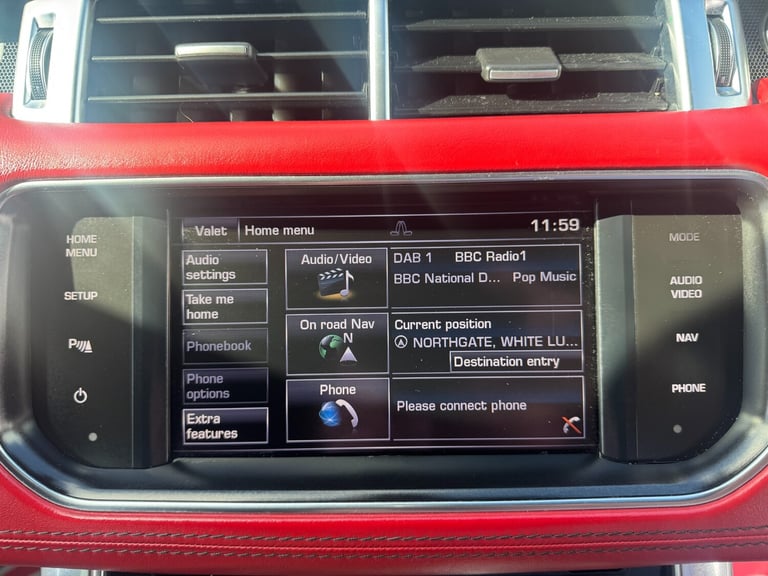 HOME
MENU
SETUP
P
Valet
Home menu
11:59
Audio
settings
Take me
home
Phonebook
Phone
options
Extra
features
Audio/Video
On road Nav
N
Phone
DAB 1 BBC Radio1
BBC National D... Pop Music
Current position
NORTHGATE, WHITE LU...
Destination entry
Please connect phone
MODE
AUDIO
VIDEO
NAV
PHONE